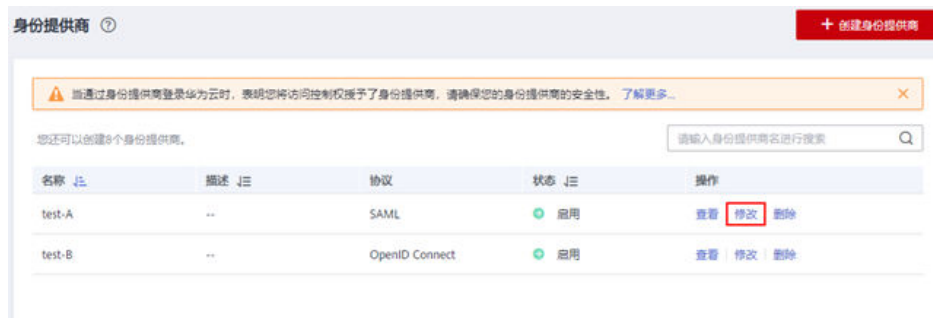 身份提供商 ?
+ 创建身份提供商
当通过身份提供商登录华为云时，表明您将访问控制权授予了身份提供商，请确保您的身份提供商的安全性。 了解更多...
您还可以创建8个身份提供商。
请输入身份提供商名进行搜索
名称 描述 协议 状态 操作
test-A -- SAML 启用 查看 修改 删除
test-B -- OpenID Connect 启用 查看 修改 删除